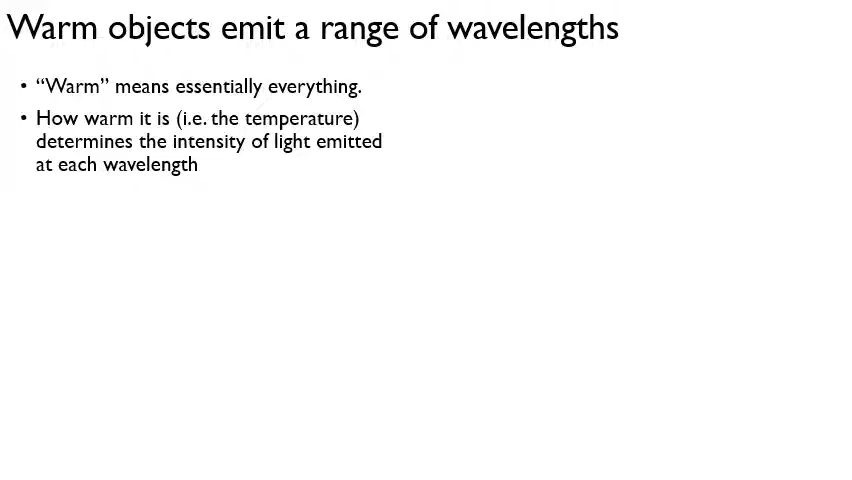 Warm objects emit a range of wavelengths
• “Warm” means essentially everything.
• How warm it is (i.e. the temperature)
determines the intensity of light emitted
at each wavelength